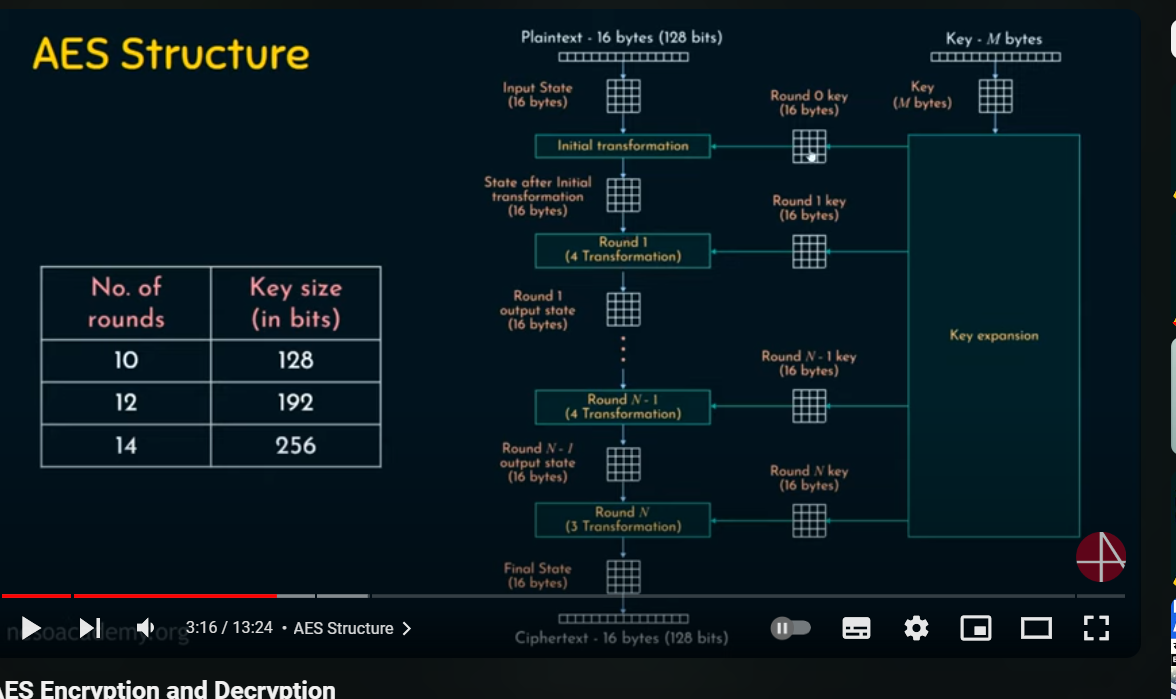 AES Structure
Plaintext - 16 bytes (128 bits)
Key - M bytes
Input State
(16 bytes)
Round 0 key
(16 bytes)
Key
(M bytes)
Initial transformation
State after Initial
transformation
(16 bytes)
Round 1 key
(16 bytes)
Round 1
(4 Transformation)
Round 1
output state
(16 bytes)
Key expansion
Round N - 1 key
(16 bytes)
Round N - 1
(4 Transformation)
Round N - 1
output state
(16 bytes)
Round N key
(16 bytes)
Round N
(3 Transformation)
Final State
(16 bytes)
Ciphertext - 16 bytes (128 bits)
No. of rounds Key size (in bits)
10 128
12 192
14 256
nesoacademy.org
3:16 / 13:24 • AES Structure
AES Encryption and Decryption